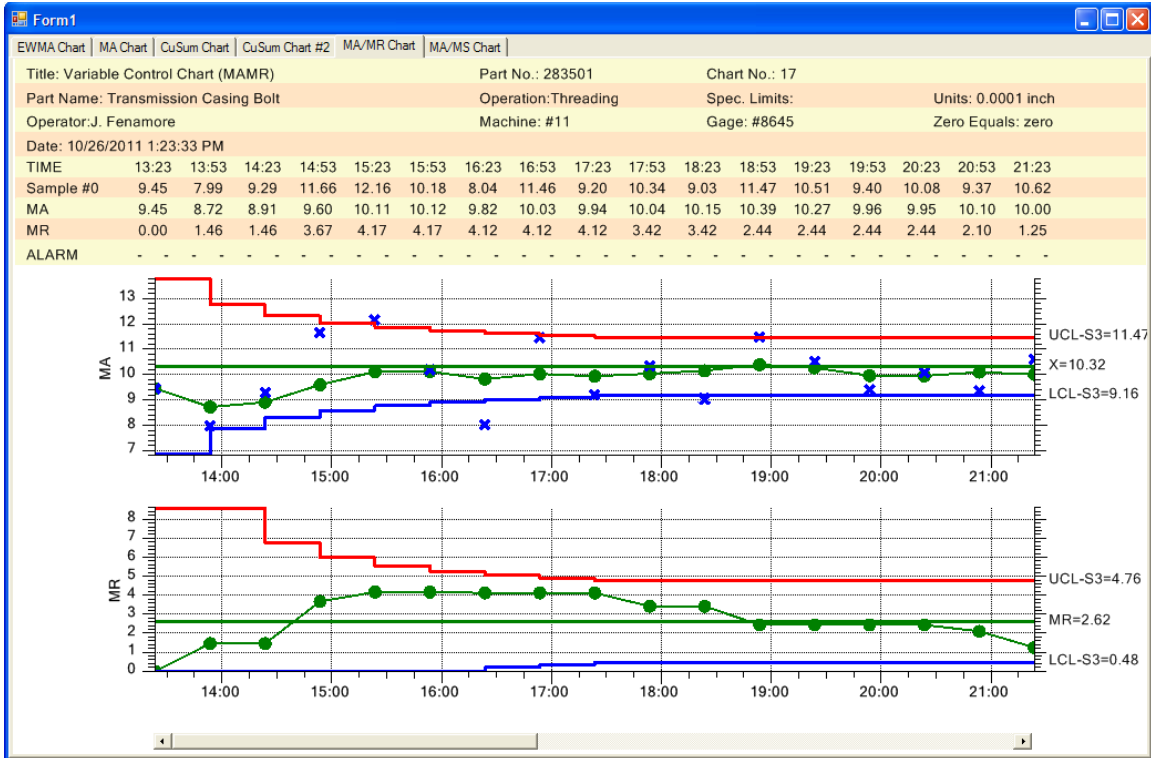 Form1
EWMA Chart MA Chart CuSum Chart CuSum Chart #2 MA/MR Chart MA/MS Chart
Title: Variable Control Chart (MAMR) Part No.: 283501 Chart No.: 17
Part Name: Transmission Casing Bolt Operation:Threading Spec. Limits: Units: 0.0001 inch
Operator:J. Fenamore Machine: #11 Gage: #8645 Zero Equals: zero
Date: 10/26/2011 1:23:33 PM
TIME 13:23 13:53 14:23 14:53 15:23 15:53 16:23 16:53 17:23 17:53 18:23 18:53 19:23 19:53 20:23 20:53 21:23
Sample #0 9.45 7.99 9.29 11.66 12.16 10.18 8.04 11.46 9.20 10.34 9.03 11.47 10.51 9.40 10.08 9.37 10.62
MA 9.45 8.72 8.91 9.60 10.11 10.12 9.82 10.03 9.94 10.04 10.15 10.39 10.27 9.96 9.95 10.10 10.00
MR 0.00 1.46 1.46 3.67 4.17 4.17 4.12 4.12 4.12 3.42 3.42 2.44 2.44 2.44 2.44 2.10 1.25
ALARM - - - - - - - - - - - - - - - - - - - - - - - - - - - - - - - - - -
13
12
UCL-S3=11.47
11
X=10.32
MA
10
9
LCL-S3=9.16
8
7
14:00 15:00 16:00 17:00 18:00 19:00 20:00 21:00
8
7
6
5
UCL-S3=4.76
MR
4
3
MR=2.62
2
1
LCL-S3=0.48
0
14:00 15:00 16:00 17:00 18:00 19:00 20:00 21:00